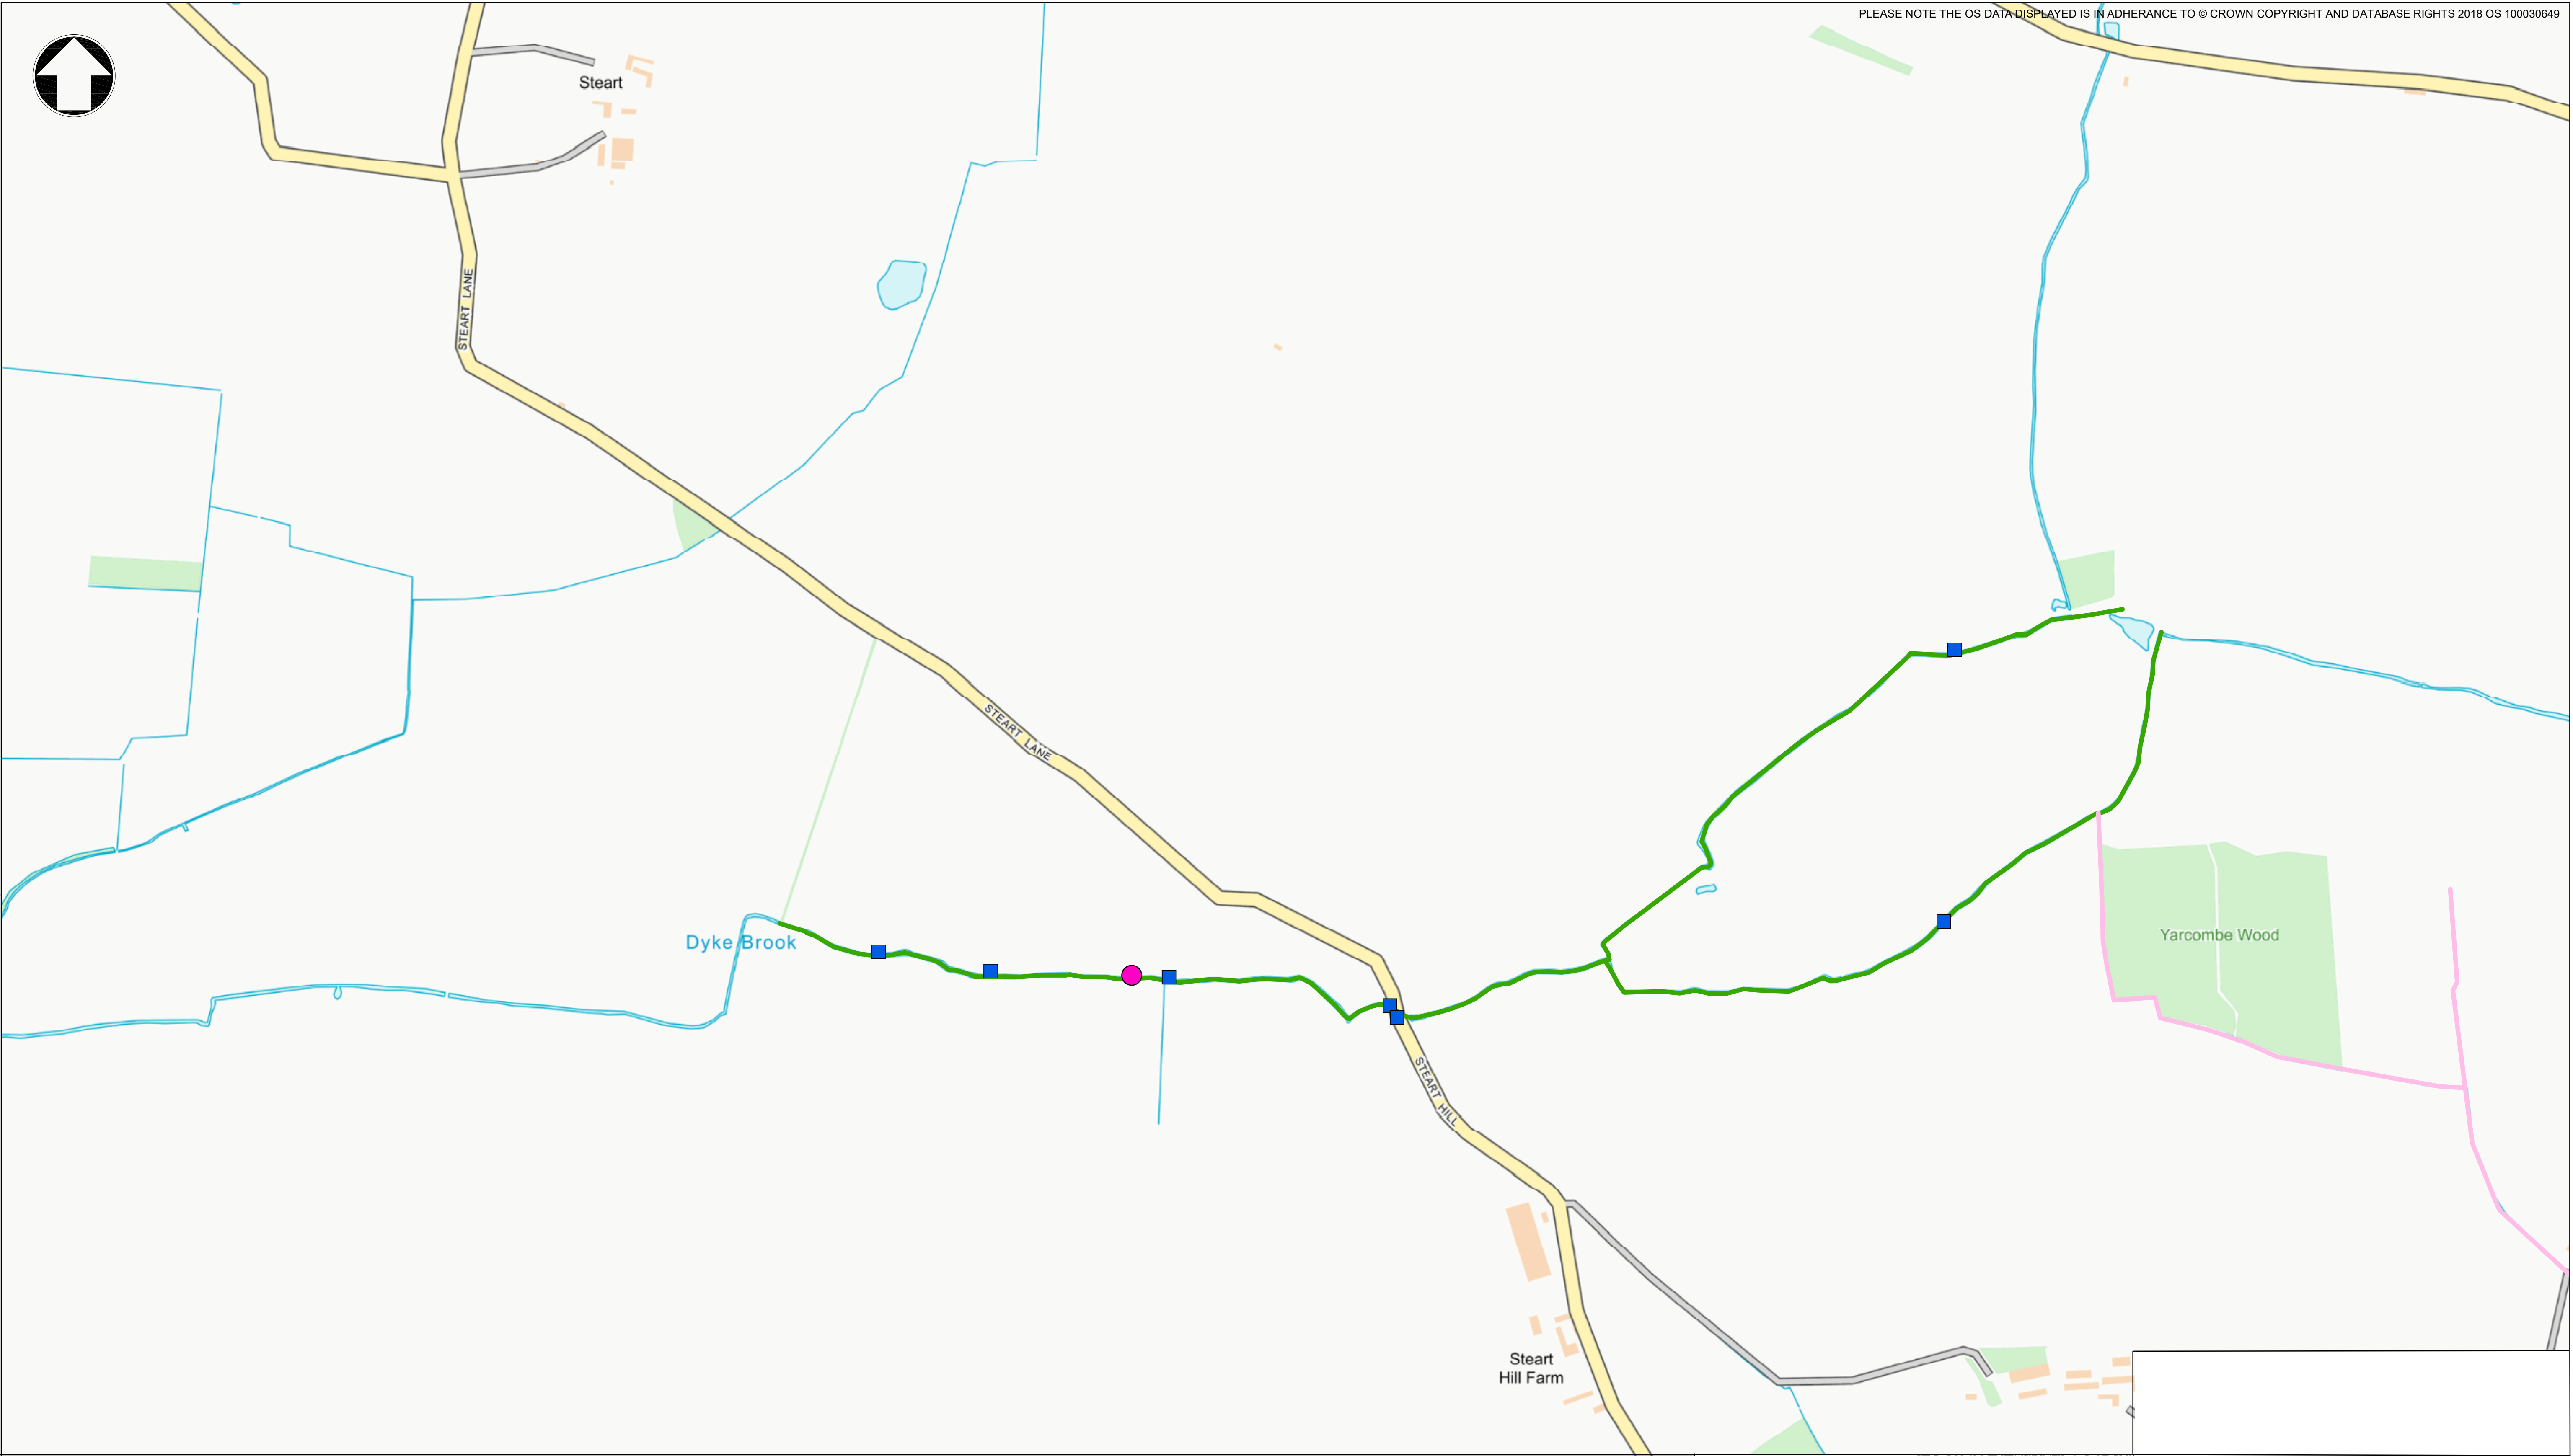 PLEASE NOTE THE OS DATA DISPLAYED IS IN ADHERANCE TO © CROWN COPYRIGHT AND DATABASE RIGHTS 2018 OS 100030649
Steart
STEART LANE
STEART LANE
Dyke Brook
Yarcombe Wood
STEART HILL
Steart
Hill Farm